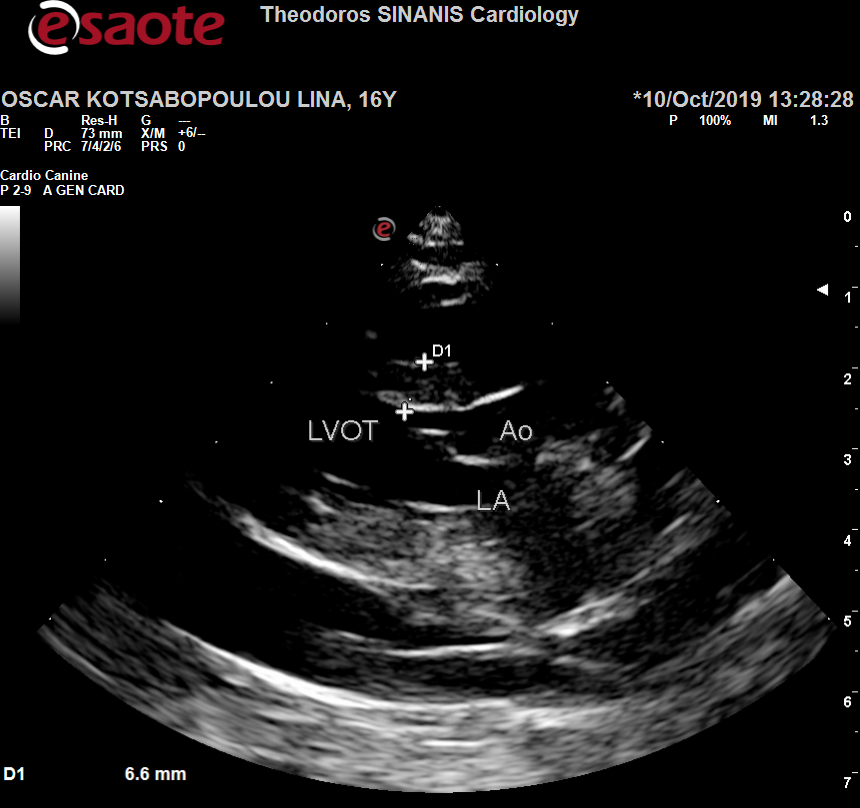 esaote
Theodoros SINANIS Cardiology
OSCAR KOTSABOPOULOU LINA, 16Y
*10/Oct/2019 13:28:28
B Res-H G ---
TEI D 73 mm X/M +6/--
PRC 7/4/2/6 PRS 0
P 100% MI 1.3
Cardio Canine
P 2-9 A GEN CARD
e
0
1
2
D1
3
LVOT Ao
LA
4
5
6
7
D1 6.6 mm